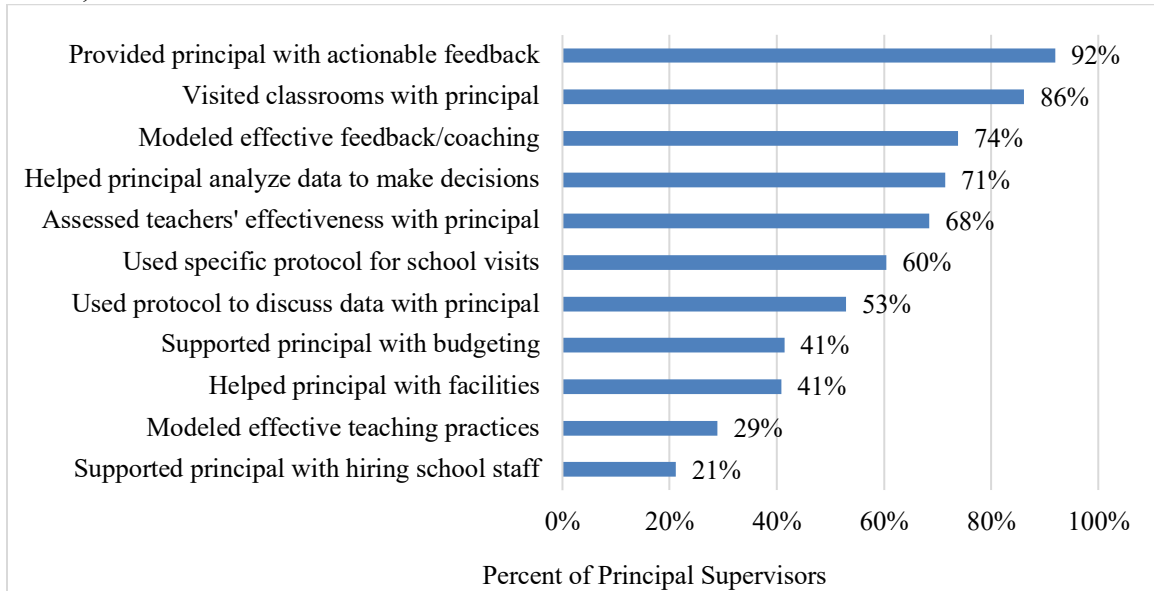 Provided principal with actionable feedback 92%
Visited classrooms with principal 86%
Modeled effective feedback/coaching 74%
Helped principal analyze data to make decisions 71%
Assessed teachers' effectiveness with principal 68%
Used specific protocol for school visits 60%
Used protocol to discuss data with principal 53%
Supported principal with budgeting 41%
Helped principal with facilities 41%
Modeled effective teaching practices 29%
Supported principal with hiring school staff 21%
0% 20% 40% 60% 80% 100%
Percent of Principal Supervisors